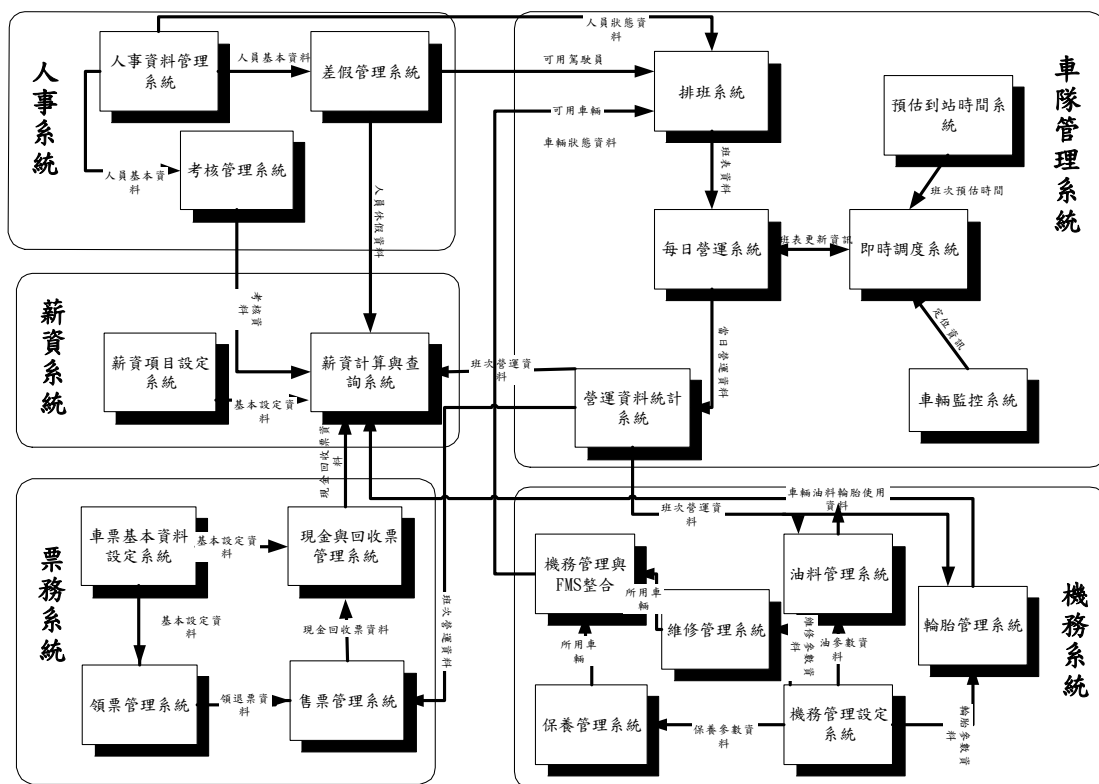 人事系統
人事資料管理
系統
人員基本資料
差假管理系統
人員基本資
料
考核管理系統
人員休假資料
考核資
料
人員狀態資
料
可用駕駛員
可用車輛
車輛狀態資料
車隊管理系統
排班系統
班表資料
預估到站時間系
統
班次預估時間
每日營運系統
班表更新資訊
即時調度系統
當日營運資料
定位資訊
營運資料統計
系統
車輛監控系統
薪資系統
薪資項目設定
系統
基本設定資
料
薪資計算與查
詢系統
班次營運資
料
現金回收票資
料
票務系統
車票基本資料
設定系統
基本設定資
料
現金與回收票
管理系統
基本設定資
料
現金回收票資料
領票管理系統
領退票資
料
售票管理系統
班次營運資料
機務系統
班次營運資
料
車輛油料輪胎使用
資料
機務管理與
FMS整合
所用車
輛
油料管理系統
維修管理系統
輪胎管理系統
所用車
輛
維修參數資
料
油參數資
料
保養管理系統
保養參數資
料
機務管理設定
系統
輪胎參數資
料